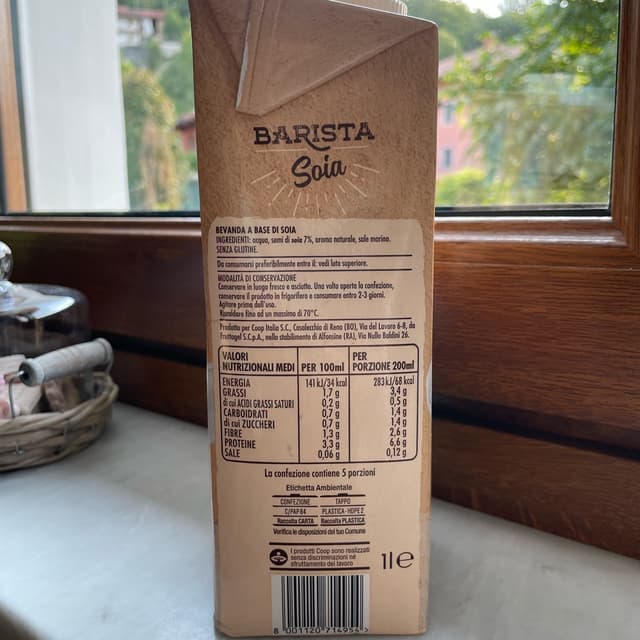 BARISTA
Soia
BEVANDA A BASE DI SOIA
INGREDIENTI: acqua, semi di soia 7%, aroma naturale, sale marino.
SENZA GLUTINE.
Da consumarsi preferibilmente entro il: vedi lato superiore.
MODALITÀ DI CONSERVAZIONE
Conservare in luogo fresco e asciutto. Una volta aperta la confezione,
conservare il prodotto in frigorifero e consumare entro 2-3 giorni.
Agitare prima dell'uso.
Riscaldare fino ad un massimo di 70°C.
Prodotto per Coop Italia S.C., Casalecchio di Reno (BO), Via del Lavoro 6-8, da
Fruttagel S.C.p.A., nello stabilimento di Alfonsine (RA), Via Nullo Baldini 26.
VALORI NUTRIZIONALI MEDI PER 100ml PER PORZIONE 200ml
ENERGIA 141 kJ/34 kcal 283 kJ/68 kcal
GRASSI 1,7 g 3,4 g
di cui ACIDI GRASSI SATURI 0,2 g 0,5 g
CARBOIDRATI 0,7 g 1,4 g
di cui ZUCCHERI 0,7 g 1,4 g
FIBRE 1,3 g 2,6 g
PROTEINE 3,3 g 6,6 g
SALE 0,06 g 0,12 g
La confezione contiene 5 porzioni
Etichetta Ambientale
CONFEZIONE TAPPO
C/PAP 84 PLASTICA-HDPE 2
Raccolta CARTA Raccolta PLASTICA
Verifica le disposizioni del tuo Comune
I prodotti Coop sono realizzati
senza discriminazioni né
sfruttamento del lavoro
1l e
8 001120 714954 >